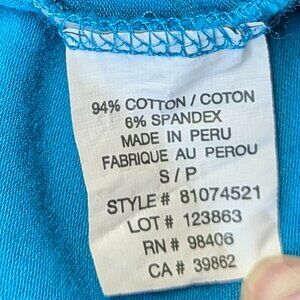 94% COTTON / COTON
6% SPANDEX
MADE IN PERU
FABRIQUE AU PEROU
S / P
STYLE # 81074521
LOT # 123863
RN # 98406
CA # 39862